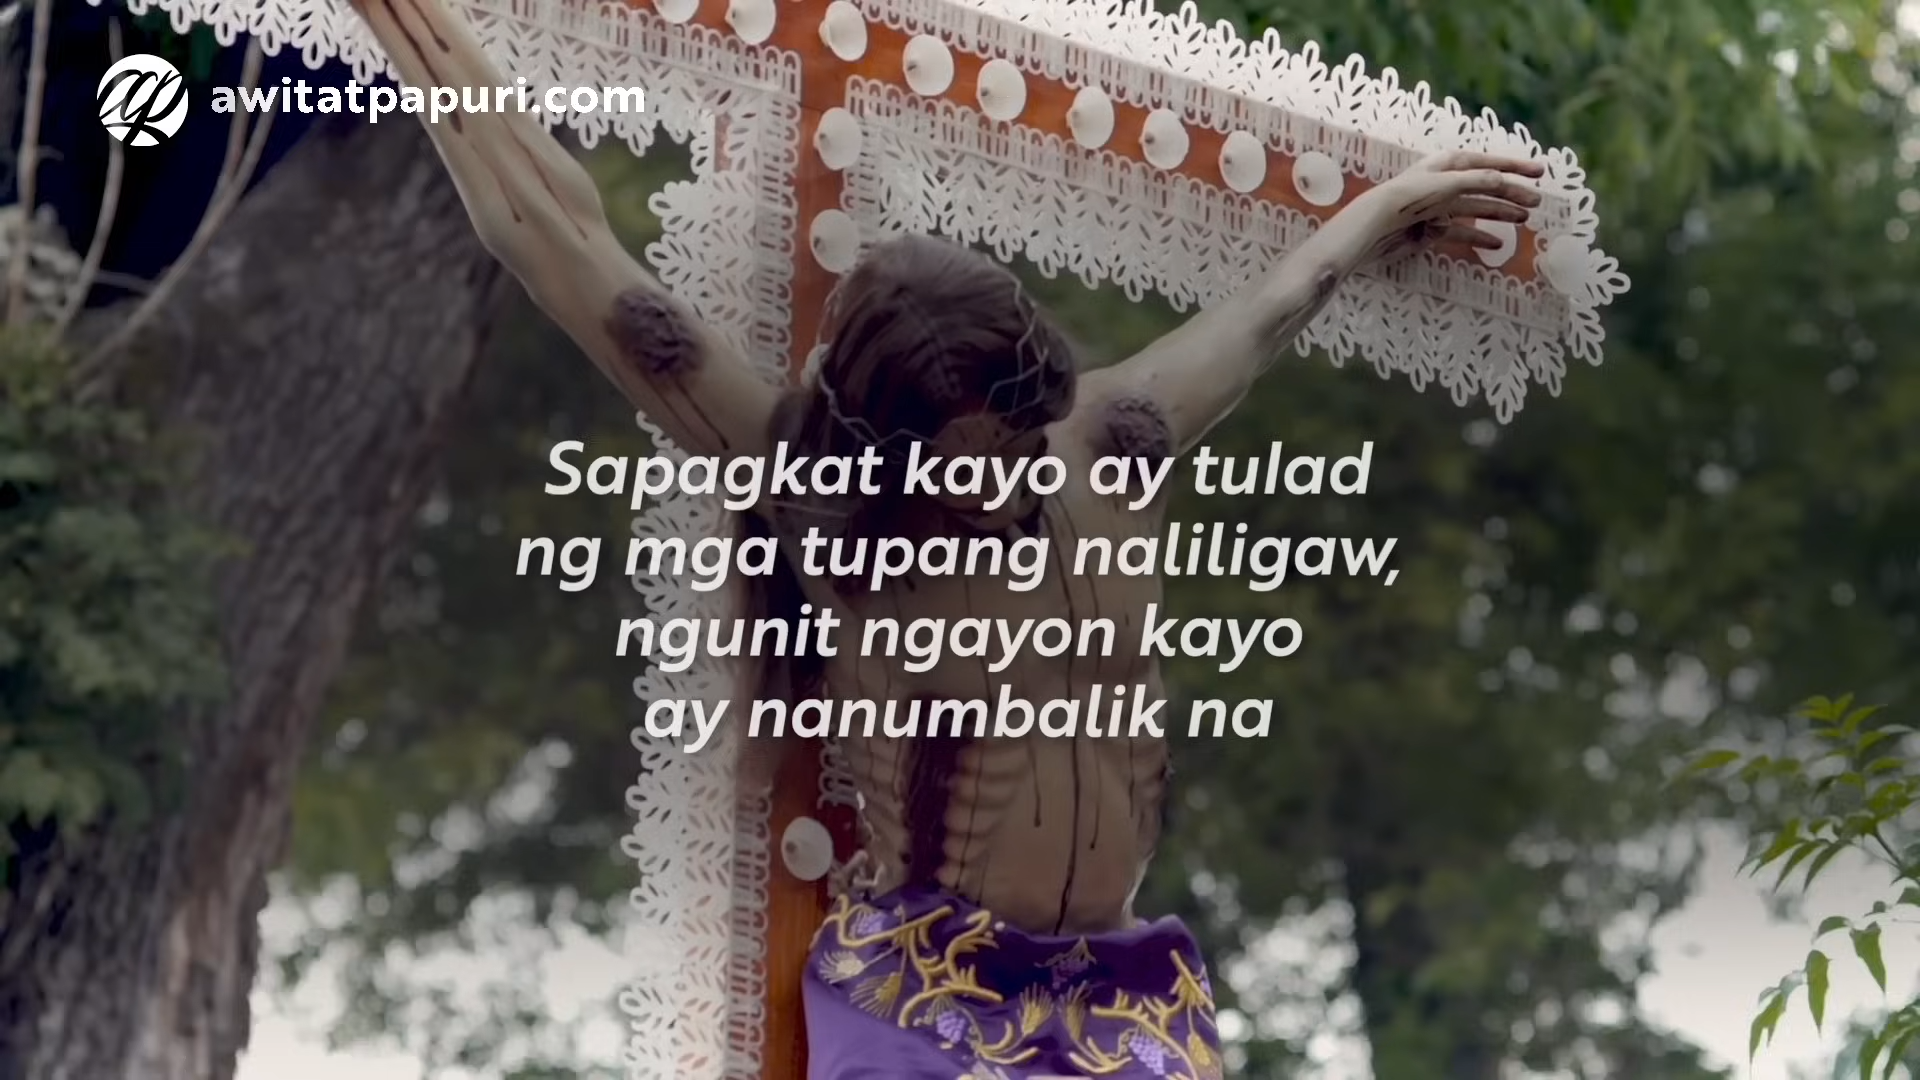 awitatpapuri.com
Sapagkat kayo ay tulad
ng mga tupang naliligaw,
ngunit ngayon kayo
ay nanumbalik na